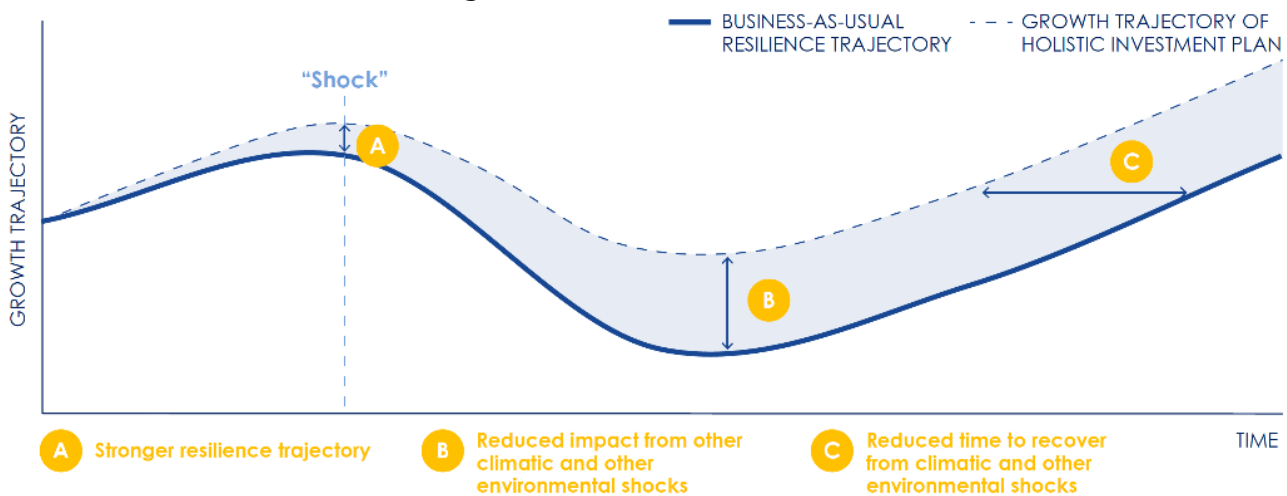 BUSINESS-AS-USUAL
RESILIENCE TRAJECTORY
GROWTH TRAJECTORY OF
HOLISTIC INVESTMENT PLAN
"Shock"
GROWTH TRAJECTORY
A
B
C
TIME
A Stronger resilience trajectory
B Reduced impact from other
climatic and other
environmental shocks
C Reduced time to recover
from climatic and other
environmental shocks